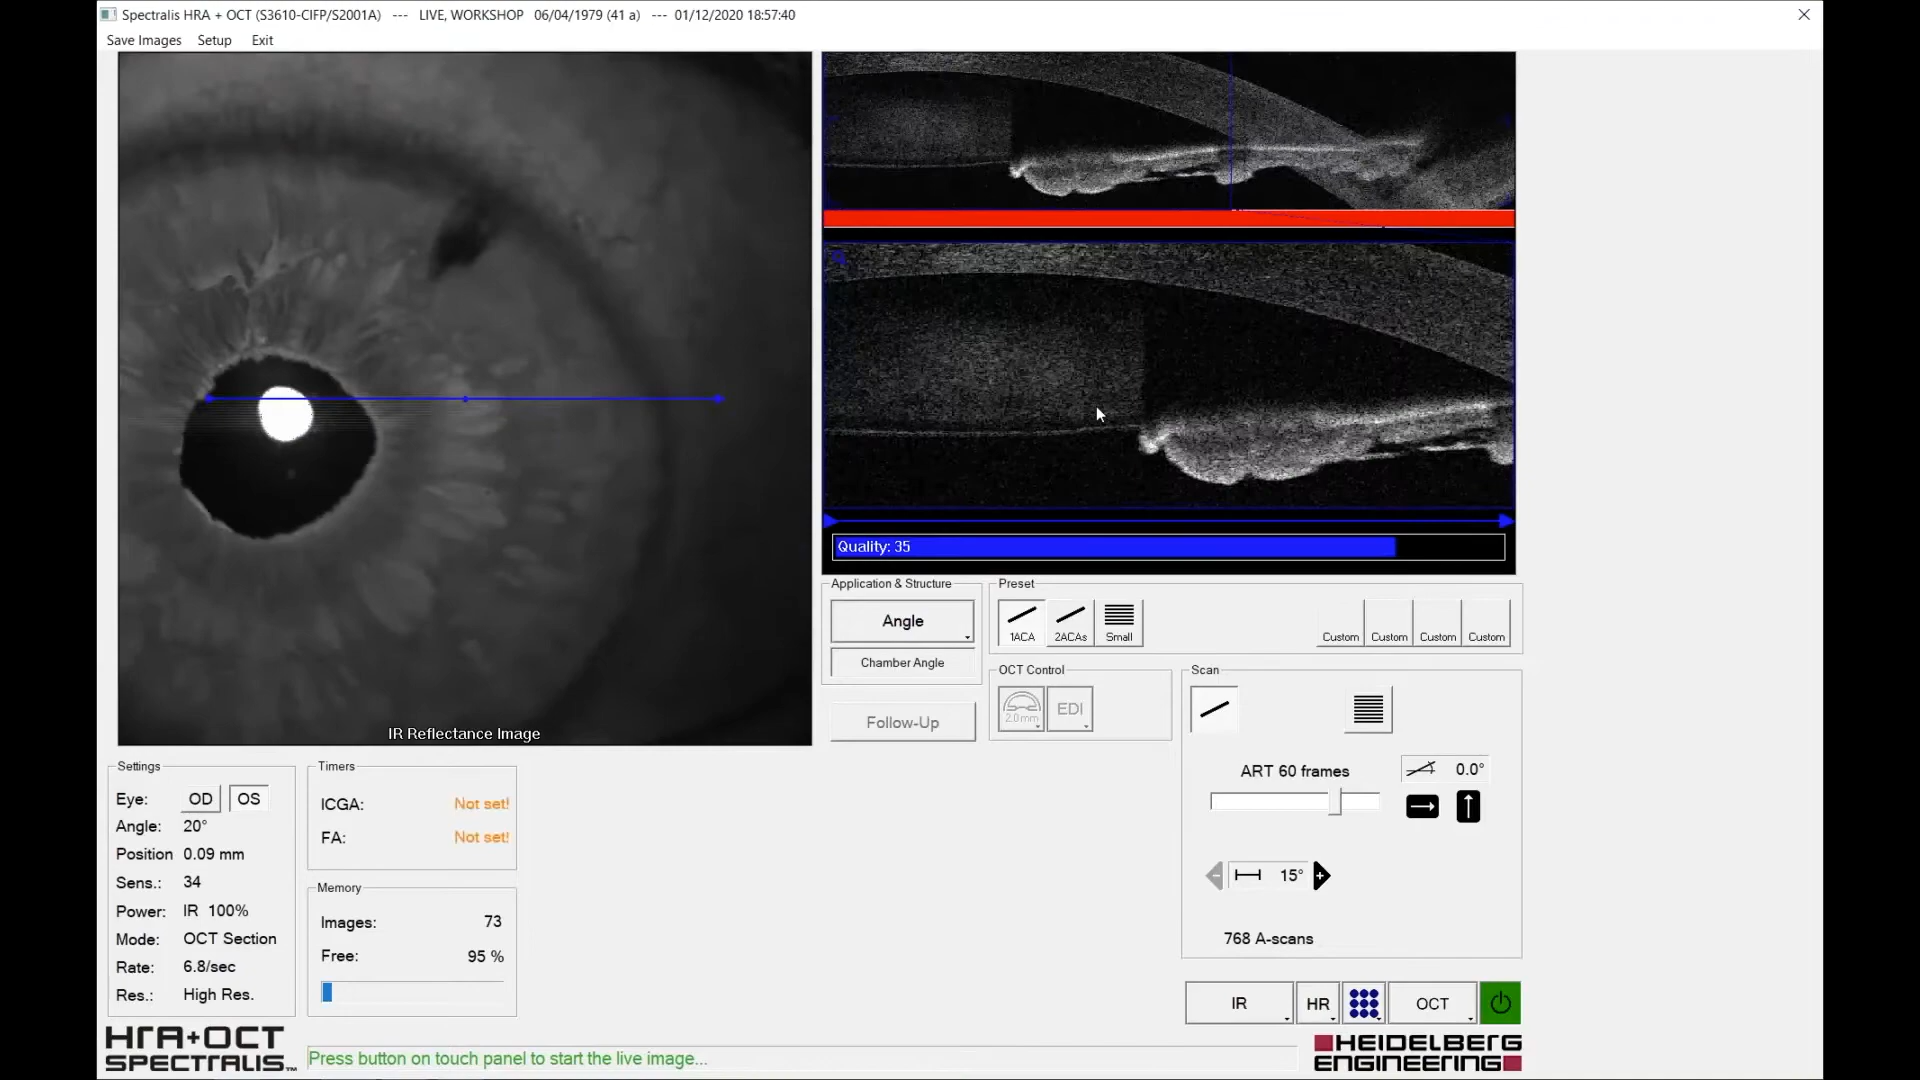 Spectralis HRA + OCT (S3610-CIFP/S2001A) --- LIVE, WORKSHOP 06/04/1979 (41 a) --- 01/12/2020 18:57:40
Save Images Setup Exit
IR Reflectance Image
Quality: 35
Application & Structure
Angle
Chamber Angle
Follow-Up
Preset
1ACA 2ACAs Small Custom Custom Custom Custom
OCT Control
2.0 mm EDI
Scan
ART 60 frames 0.0°
15°
768 A-scans
Settings
Eye: OD OS
Angle: 20°
Position 0.09 mm
Sens.: 34
Power: IR 100%
Mode: OCT Section
Rate: 6.8/sec
Res.: High Res.
Timers
ICGA: Not set!
FA: Not set!
Memory
Images: 73
Free: 95 %
IR HR OCT
HRA+OCT
SPECTRALIS™
Press button on touch panel to start the live image...
HEIDELBERG
ENGINEERING